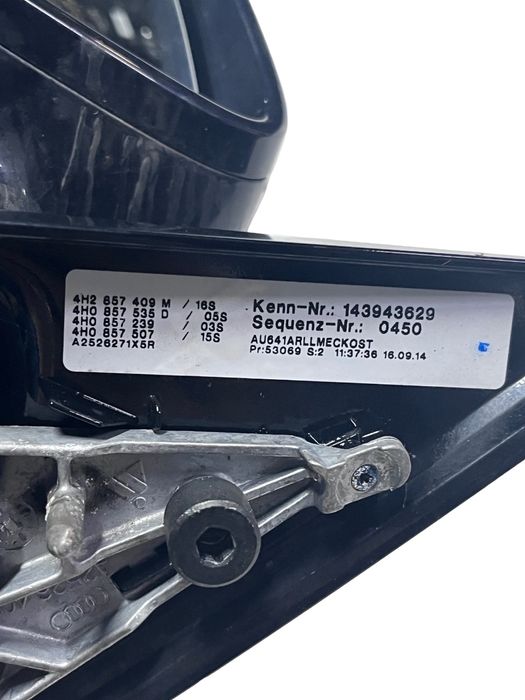 4H2 857 409 M / 16S
4H0 857 535 D / 05S
4H0 857 239 / 03S
4H0 857 507 / 15S
A2526271X5R
Kenn-Nr.: 143943629
Sequenz-Nr.: 0450
AU641ARLLMECKOST
Pr:53069 S:2 11:37:36 16.09.14